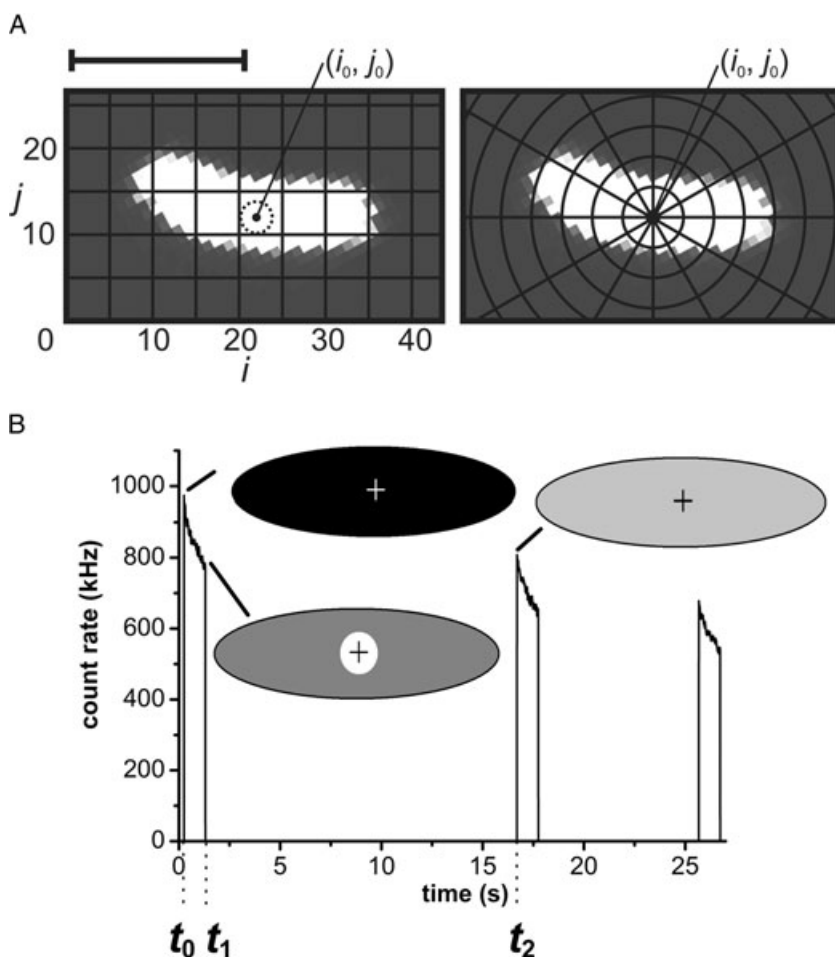 A
(i₀, j₀) (i₀, j₀)
20
j
10
0 10 20 30 40
i
B
1000
800
600
400
200
0
count rate (kHz)
0 5 10 15 20 25
time (s)
t₀ t₁ t₂